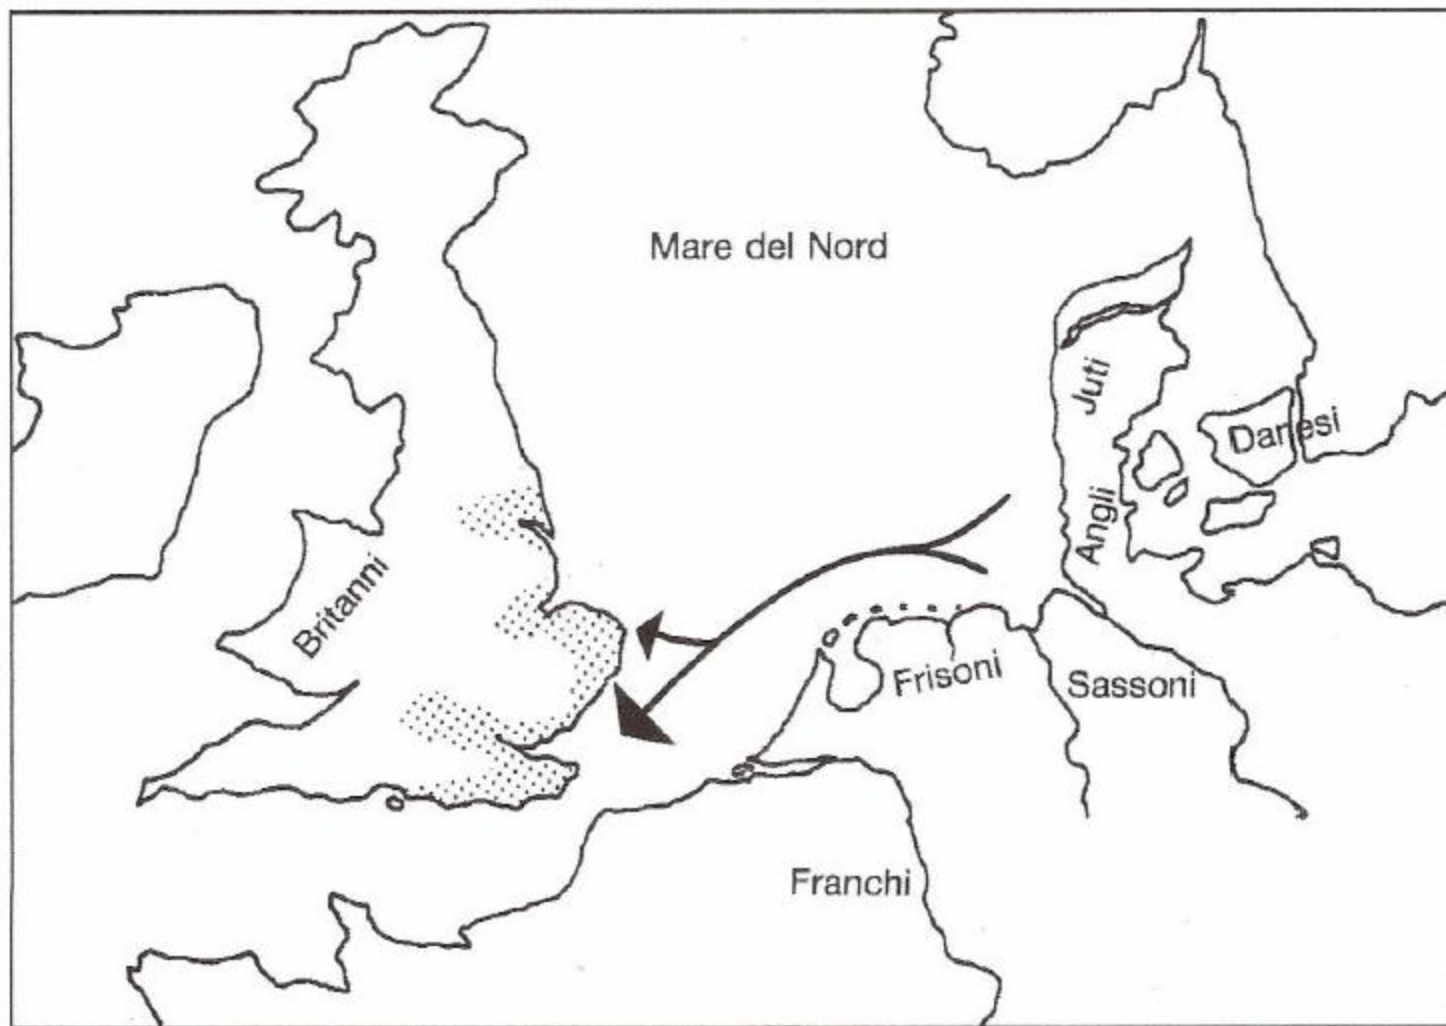 Mare del Nord
Juti
Danesi
Angli
Britanni
Frisoni
Sassoni
Franchi